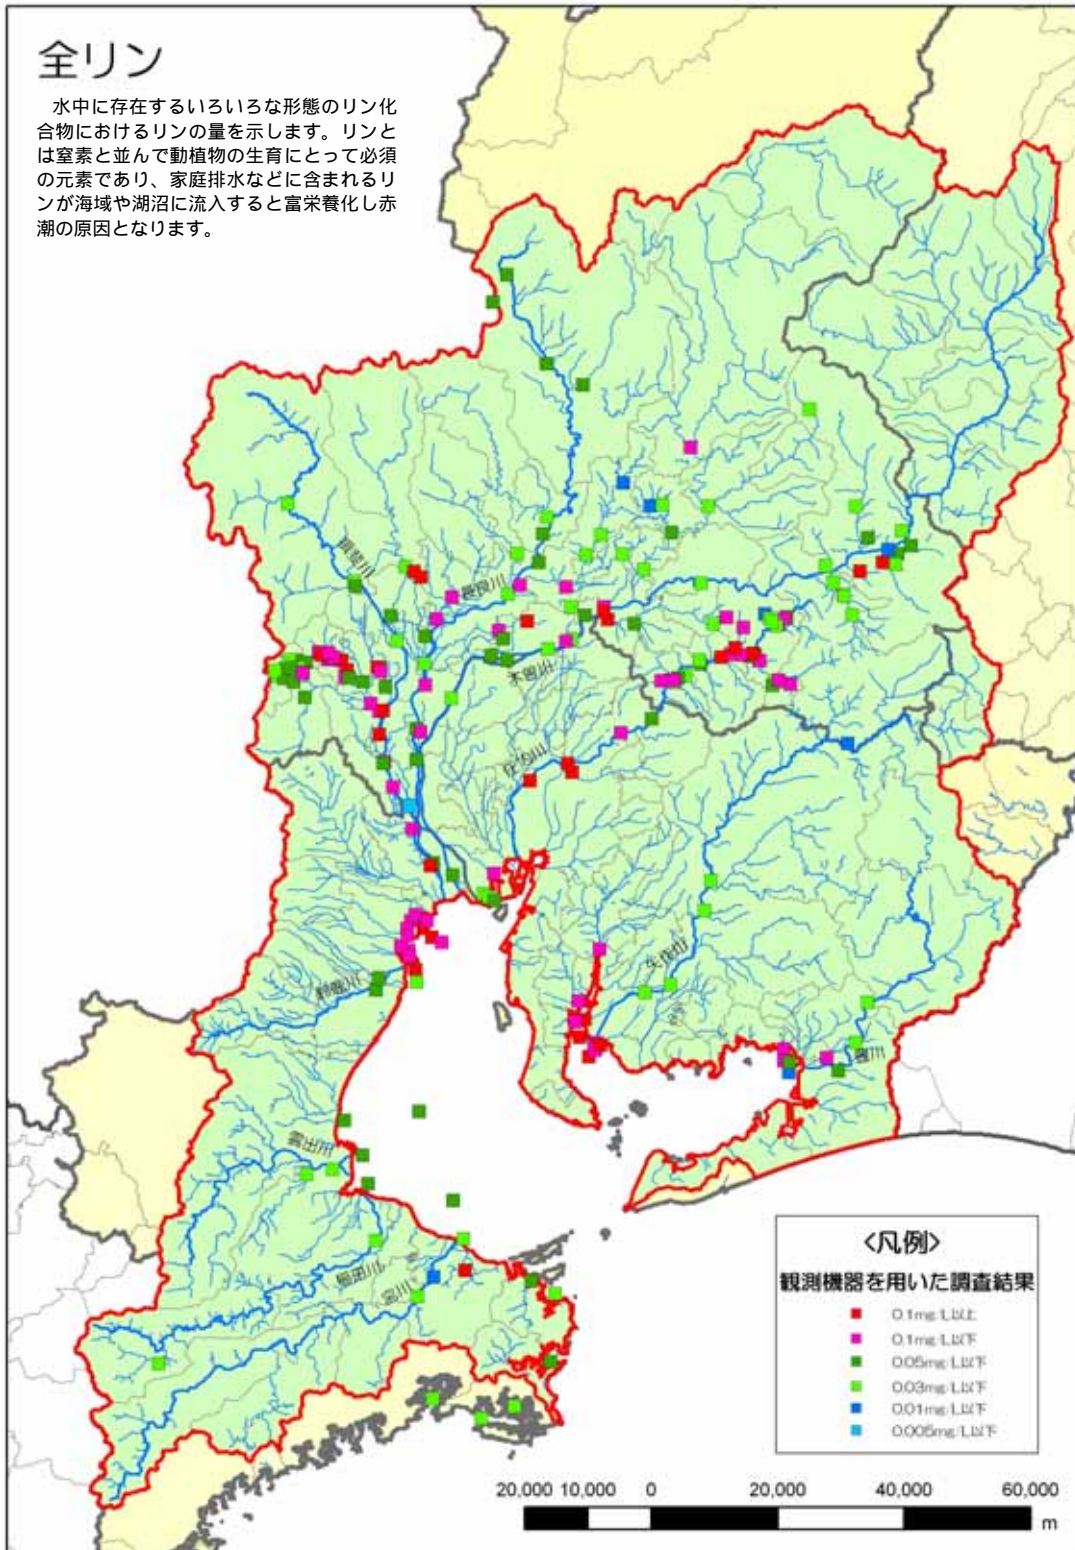 全リン
水中に存在するいろいろな形態のリン化
合物におけるリンの量を示します。リンと
は窒素と並んで動植物の生育にとって必須
の元素であり、家庭排水などに含まれるリ
ンが海域や湖沼に流入すると富栄養化し赤
潮の原因となります。
揖斐川
長良川
木曽川
庄内川
矢作川
鈴鹿川
豊川
雲出川
櫛田川
宮川
<凡例>
観測機器を用いた調査結果
0.1mg/L以上
0.1mg/L以下
0.05mg/L以下
0.03mg/L以下
0.01mg/L以下
0.005mg/L以下
20,000 10,000 0 20,000 40,000 60,000
m